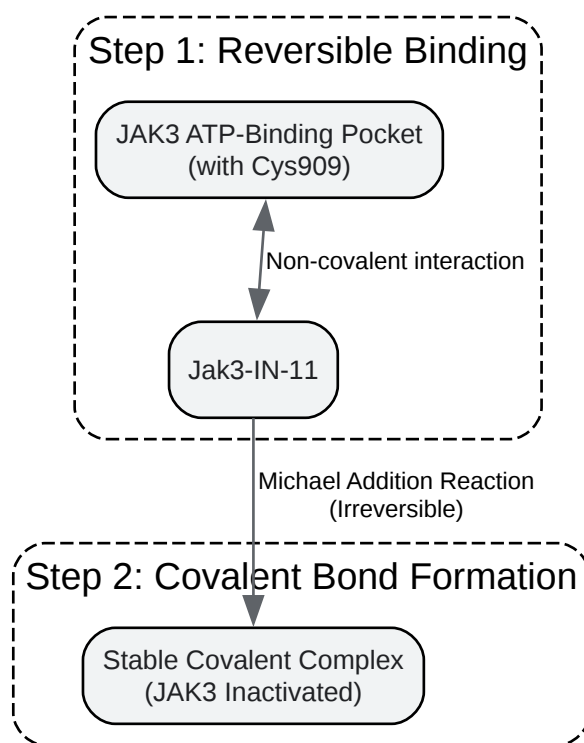 Step 1: Reversible Binding
JAK3 ATP-Binding Pocket
(with Cys909)
Non-covalent interaction
Jak3-IN-11
Michael Addition Reaction
(Irreversible)
Step 2: Covalent Bond Formation
Stable Covalent Complex
(JAK3 Inactivated)